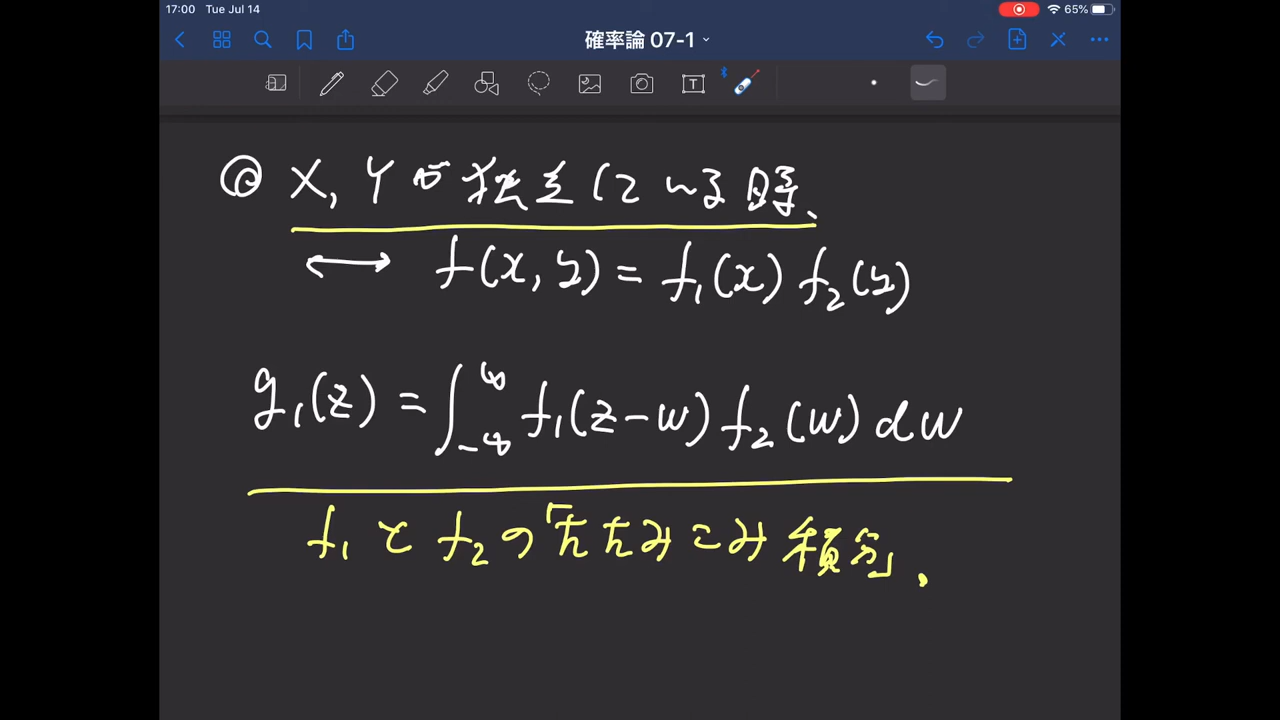 17:00 Tue Jul 14
65%
確率論 07-1
T
◎ X, Y が独立している時、
⟷ f(x, y) = f₁(x) f₂(y)
g₁(z) = ∫_{-∞}^{∞} f₁(z-w) f₂(w) dw
f₁ と f₂ の「たたみこみ積分」.